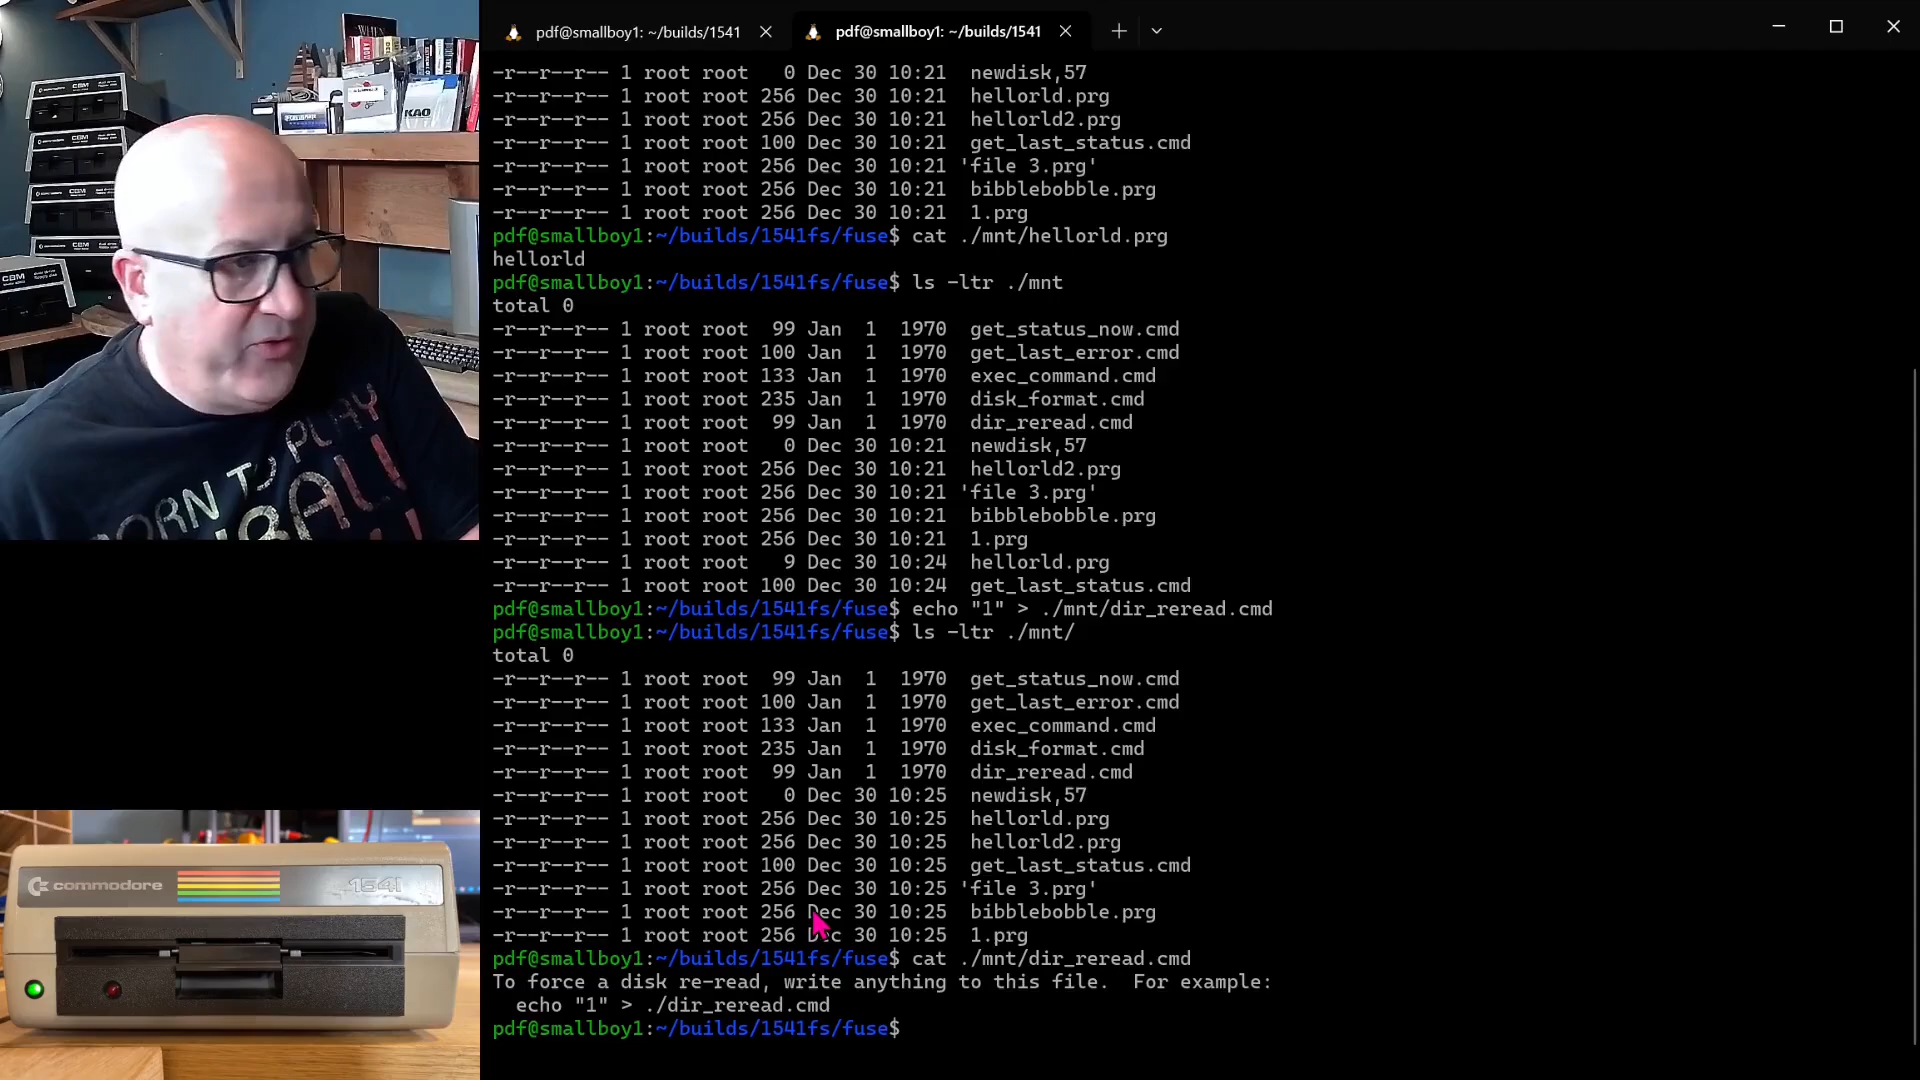 pdf@smallboy1: ~/builds/1541
pdf@smallboy1: ~/builds/1541
-r--r--r-- 1 root root   0 Dec 30 10:21  newdisk,57
-r--r--r-- 1 root root 256 Dec 30 10:21  hellorld.prg
-r--r--r-- 1 root root 256 Dec 30 10:21  hellorld2.prg
-r--r--r-- 1 root root 100 Dec 30 10:21  get_last_status.cmd
-r--r--r-- 1 root root 256 Dec 30 10:21 'file 3.prg'
-r--r--r-- 1 root root 256 Dec 30 10:21  bibblebobble.prg
-r--r--r-- 1 root root 256 Dec 30 10:21  1.prg
pdf@smallboy1:~/builds/1541fs/fuse$ cat ./mnt/hellorld.prg
hellorld
pdf@smallboy1:~/builds/1541fs/fuse$ ls -ltr ./mnt
total 0
-r--r--r-- 1 root root  99 Jan  1  1970  get_status_now.cmd
-r--r--r-- 1 root root 100 Jan  1  1970  get_last_error.cmd
-r--r--r-- 1 root root 133 Jan  1  1970  exec_command.cmd
-r--r--r-- 1 root root 235 Jan  1  1970  disk_format.cmd
-r--r--r-- 1 root root  99 Jan  1  1970  dir_reread.cmd
-r--r--r-- 1 root root   0 Dec 30 10:21  newdisk,57
-r--r--r-- 1 root root 256 Dec 30 10:21  hellorld2.prg
-r--r--r-- 1 root root 256 Dec 30 10:21 'file 3.prg'
-r--r--r-- 1 root root 256 Dec 30 10:21  bibblebobble.prg
-r--r--r-- 1 root root 256 Dec 30 10:21  1.prg
-r--r--r-- 1 root root   9 Dec 30 10:24  hellorld.prg
-r--r--r-- 1 root root 100 Dec 30 10:24  get_last_status.cmd
pdf@smallboy1:~/builds/1541fs/fuse$ echo "1" > ./mnt/dir_reread.cmd
pdf@smallboy1:~/builds/1541fs/fuse$ ls -ltr ./mnt/
total 0
-r--r--r-- 1 root root  99 Jan  1  1970  get_status_now.cmd
-r--r--r-- 1 root root 100 Jan  1  1970  get_last_error.cmd
-r--r--r-- 1 root root 133 Jan  1  1970  exec_command.cmd
-r--r--r-- 1 root root 235 Jan  1  1970  disk_format.cmd
-r--r--r-- 1 root root  99 Jan  1  1970  dir_reread.cmd
-r--r--r-- 1 root root   0 Dec 30 10:25  newdisk,57
-r--r--r-- 1 root root 256 Dec 30 10:25  hellorld.prg
-r--r--r-- 1 root root 256 Dec 30 10:25  hellorld2.prg
-r--r--r-- 1 root root 100 Dec 30 10:25  get_last_status.cmd
-r--r--r-- 1 root root 256 Dec 30 10:25 'file 3.prg'
-r--r--r-- 1 root root 256 Dec 30 10:25  bibblebobble.prg
-r--r--r-- 1 root root 256 Dec 30 10:25  1.prg
pdf@smallboy1:~/builds/1541fs/fuse$ cat ./mnt/dir_reread.cmd
To force a disk re-read, write anything to this file.  For example:
  echo "1" > ./dir_reread.cmd
pdf@smallboy1:~/builds/1541fs/fuse$
WHEN
KAO
CBM
CBM
CBM
CBM
CBM
TO PLAY
commodore
1541